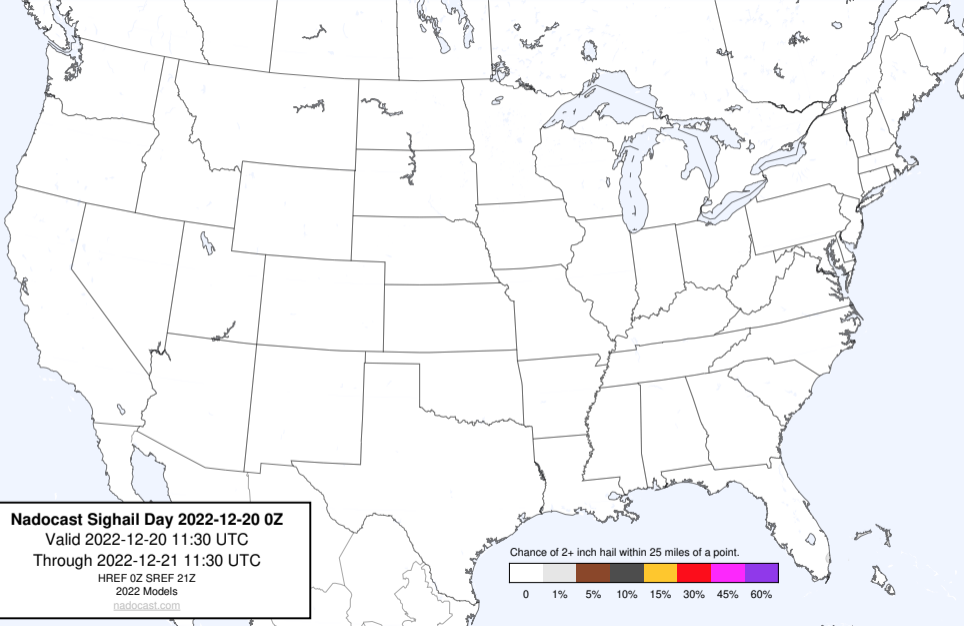 Nadocast Sighail Day 2022-12-20 0Z
Valid 2022-12-20 11:30 UTC
Through 2022-12-21 11:30 UTC
HREF 0Z SREF 21Z
2022 Models
nadocast.com
Chance of 2+ inch hail within 25 miles of a point.
0 1% 5% 10% 15% 30% 45% 60%